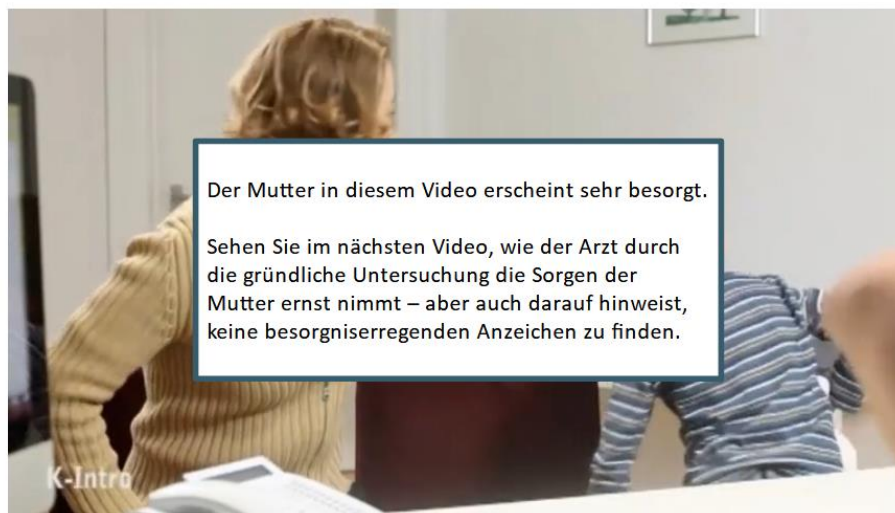 Der Mutter in diesem Video erscheint sehr besorgt.
Sehen Sie im nächsten Video, wie der Arzt durch
die gründliche Untersuchung die Sorgen der
Mutter ernst nimmt – aber auch darauf hinweist,
keine besorgniserregenden Anzeichen zu finden.
K-Intro